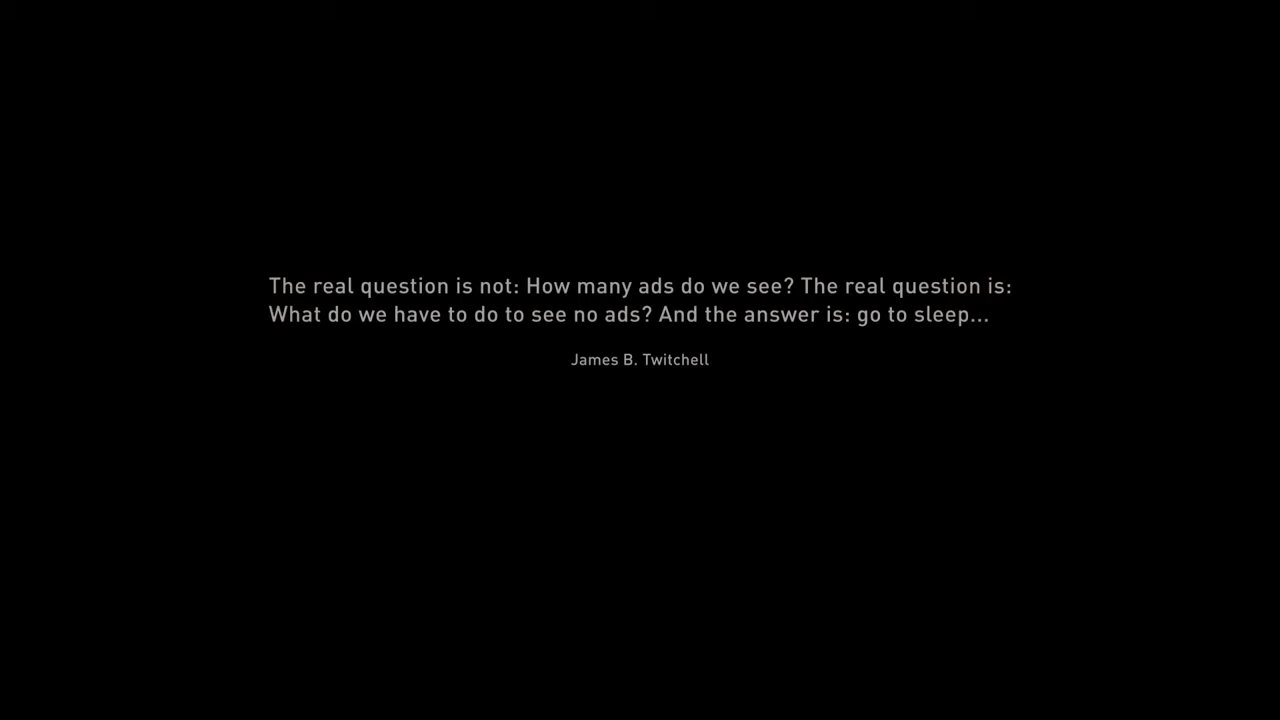 The real question is not: How many ads do we see? The real question is:
What do we have to do to see no ads? And the answer is: go to sleep...
James B. Twitchell